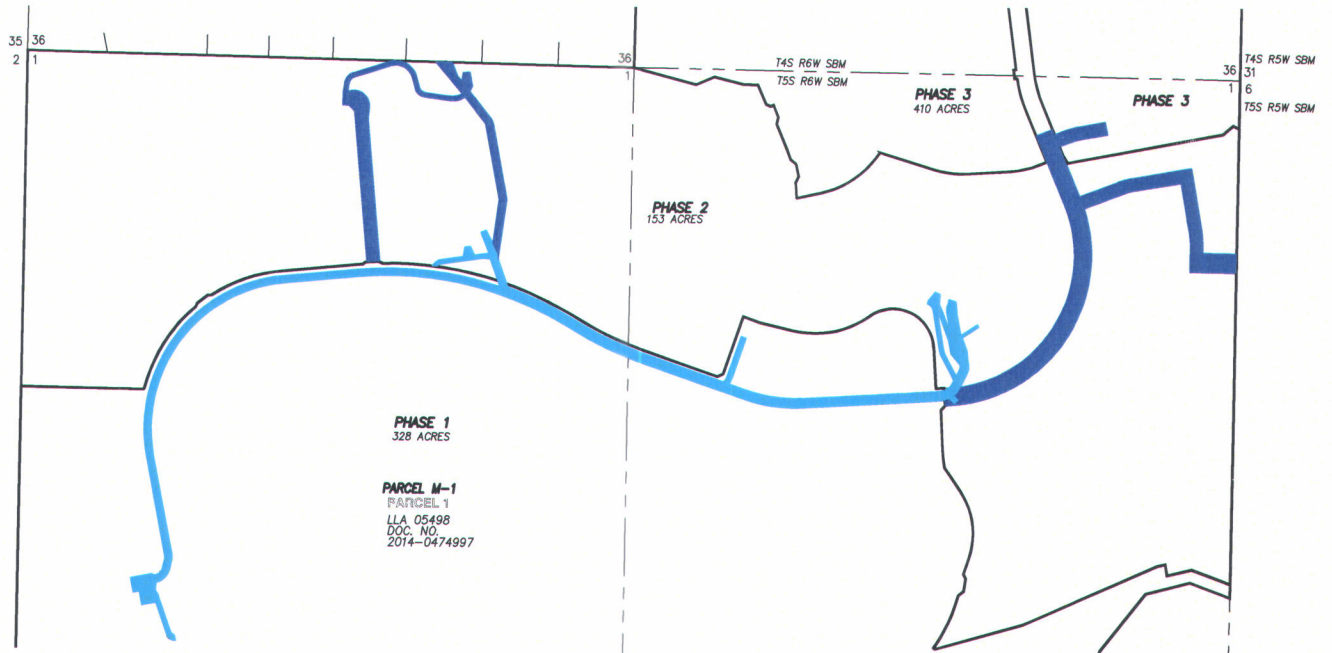 35 36
2 1
36
1
T4S R6W SBM
T5S R6W SBM
PHASE 3
410 ACRES
PHASE 3
36
1
T4S R5W SBM
31
6
T5S R5W SBM
PHASE 2
153 ACRES
PHASE 1
328 ACRES
PARCEL M-1
PARCEL 1
LLA 05498
DOC. NO.
2014-0474997